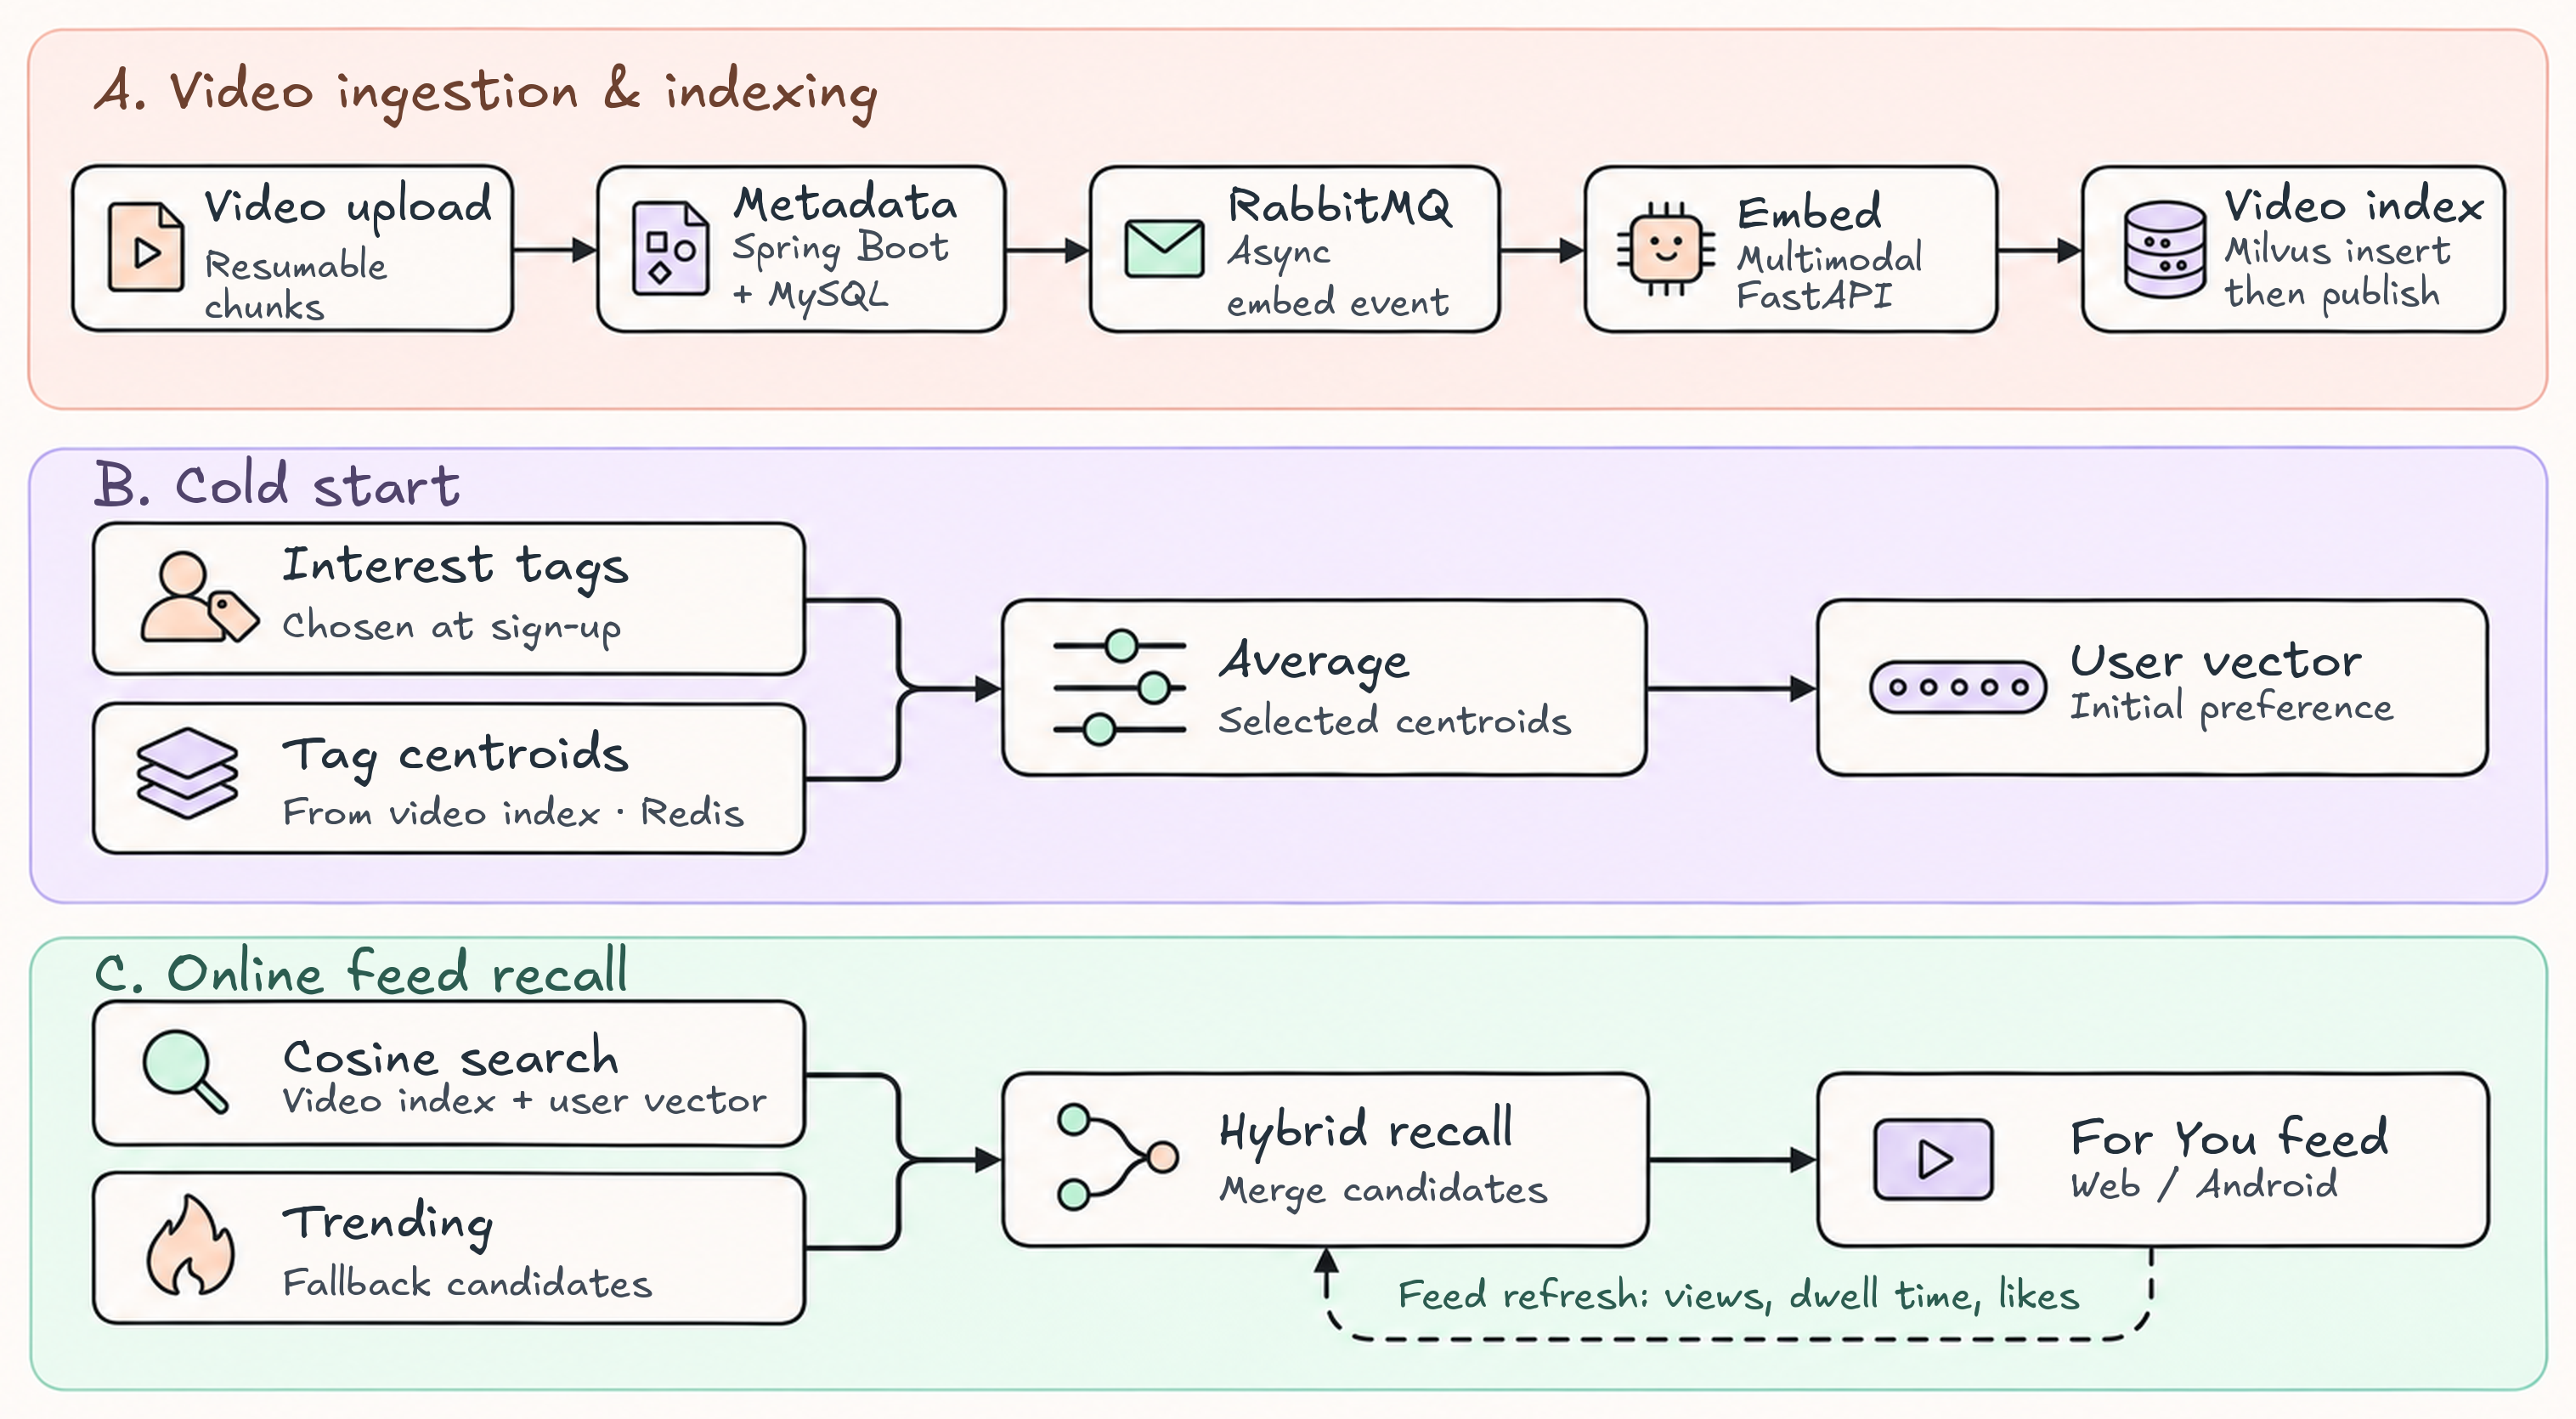 A. Video ingestion & indexing
Video upload
Resumable
chunks
Metadata
Spring Boot
+ MySQL
RabbitMQ
Async
embed event
Embed
Multimodal
FastAPI
Video index
Milvus insert
then publish
B. Cold start
Interest tags
Chosen at sign-up
Tag centroids
From video index · Redis
Average
Selected centroids
User vector
Initial preference
C. Online feed recall
Cosine search
Video index + user vector
Trending
Fallback candidates
Hybrid recall
Merge candidates
For You feed
Web / Android
Feed refresh: views, dwell time, likes